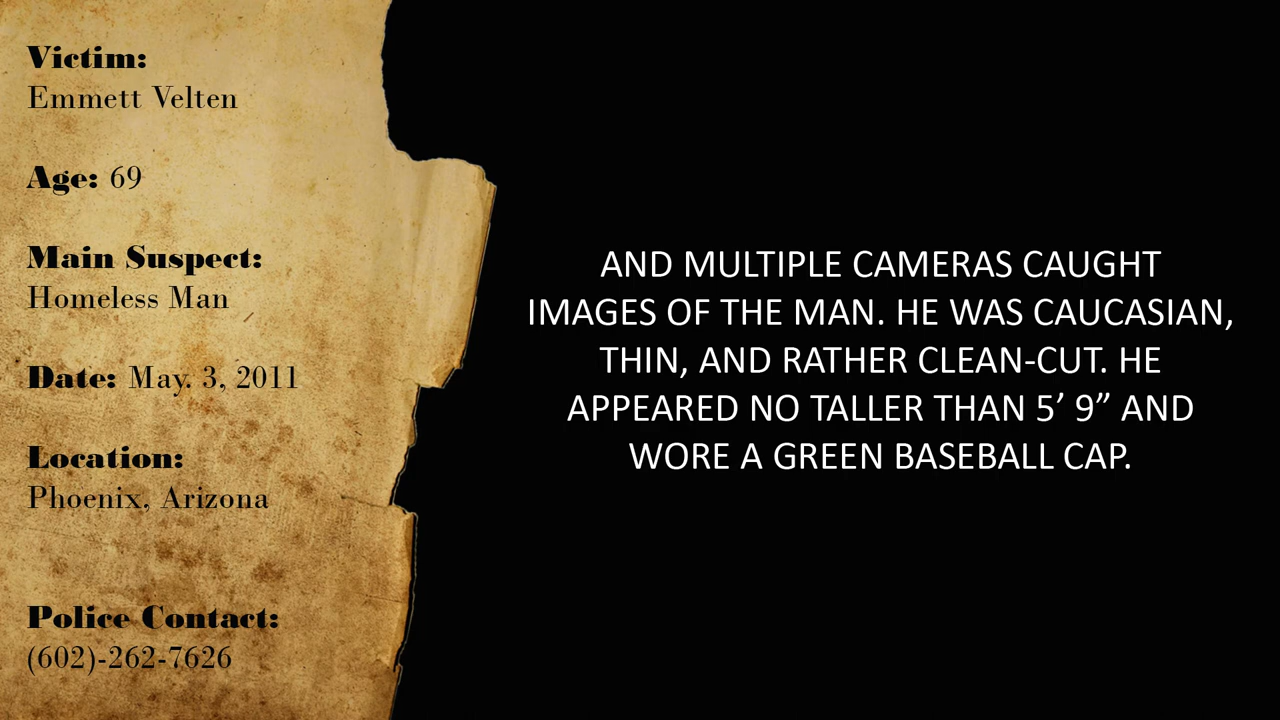 Victim:
Emmett Velten
Age: 69
Main Suspect:
Homeless Man
Date: May. 3, 2011
Location:
Phoenix, Arizona
Police Contact:
(602)-262-7626
AND MULTIPLE CAMERAS CAUGHT
IMAGES OF THE MAN. HE WAS CAUCASIAN,
THIN, AND RATHER CLEAN-CUT. HE
APPEARED NO TALLER THAN 5’ 9” AND
WORE A GREEN BASEBALL CAP.